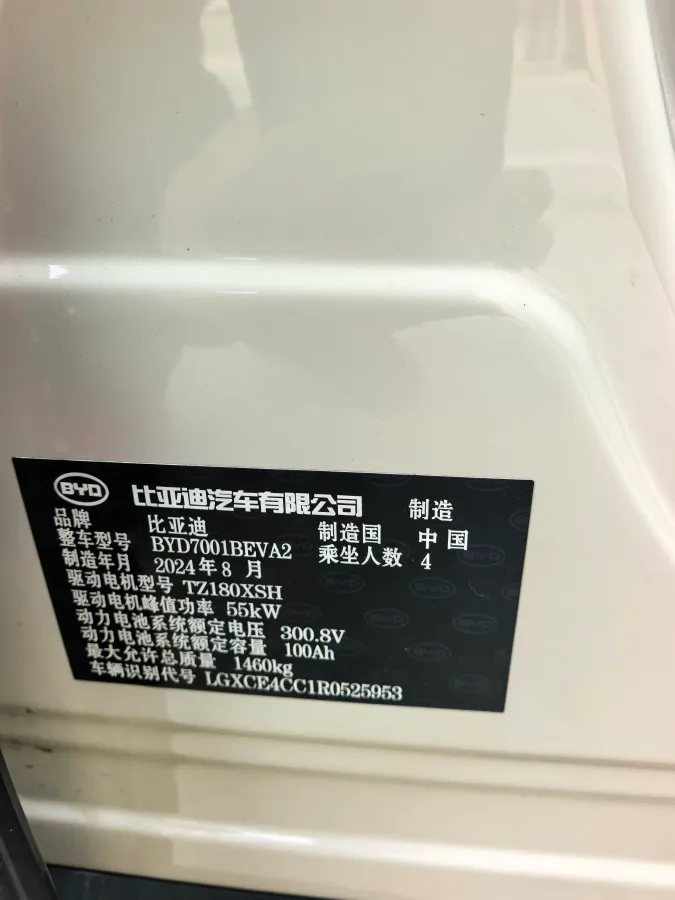 BYD 比亚迪汽车有限公司 制造
品牌 比亚迪 制造国 中国
整车型号 BYD7001BEVA2 乘坐人数 4
制造年月 2024年8月
驱动电机型号 TZ180XSH
驱动电机峰值功率 55kW
动力电池系统额定电压 300.8V
动力电池系统额定容量 100Ah
最大允许总质量 1460kg
车辆识别代号 LGXCE4CC1R0525953